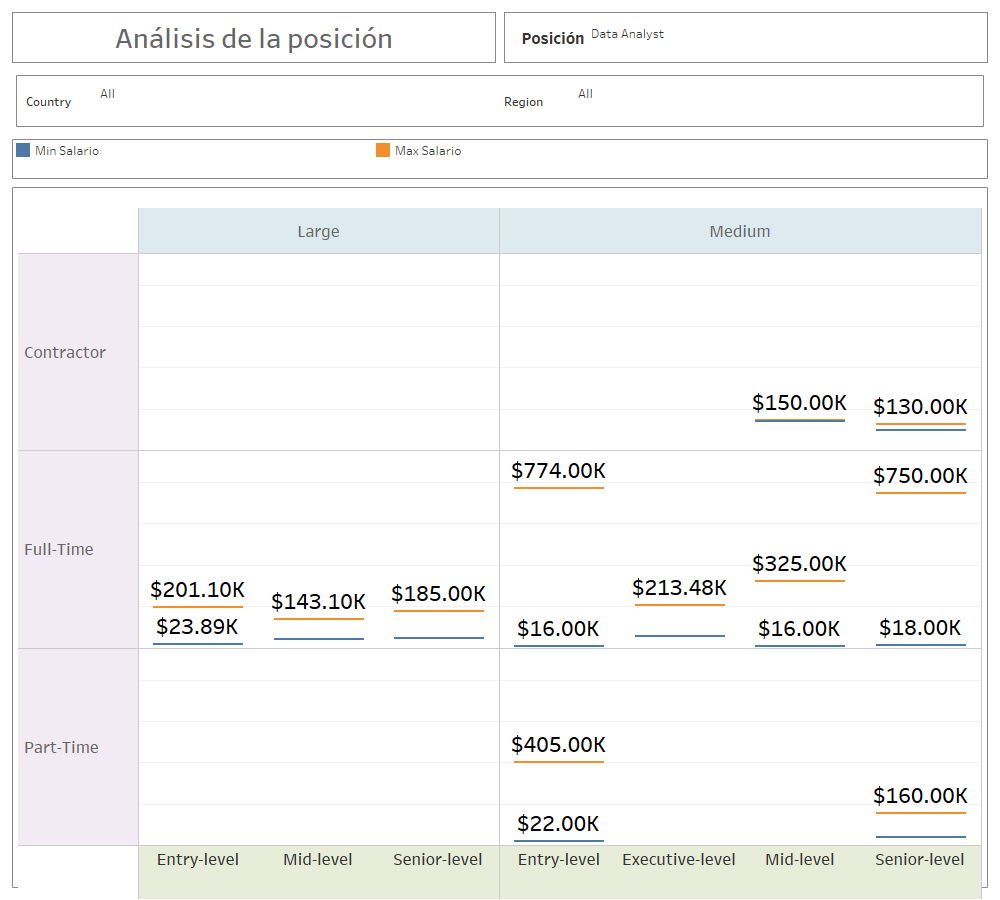 Análisis de la posición
Posición Data Analyst
Country All Region All
Min Salario Max Salario
Large Medium
Contractor
$150.00K $130.00K
Full-Time
$774.00K $750.00K
$325.00K
$201.10K $143.10K $185.00K $213.48K
$23.89K $16.00K $16.00K $18.00K
Part-Time
$405.00K
$160.00K
$22.00K
Entry-level Mid-level Senior-level Entry-level Executive-level Mid-level Senior-level